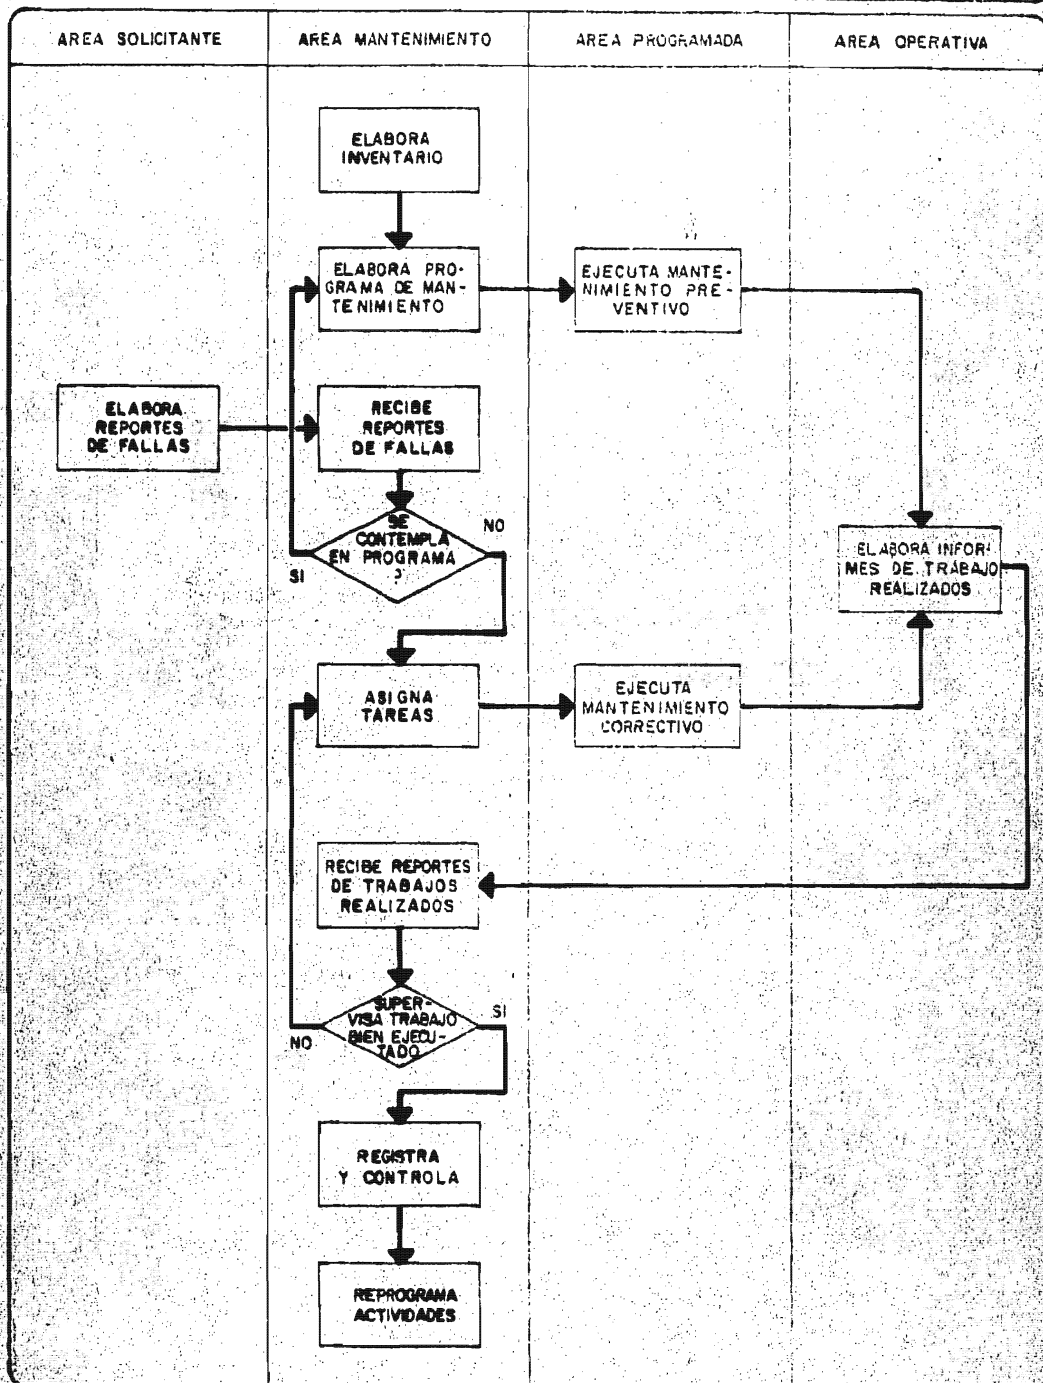 AREA SOLICITANTE
AREA MANTENIMIENTO
AREA PROGRAMADA
AREA OPERATIVA
ELABORA
INVENTARIO
ELABORA PRO-
GRAMA DE MAN-
TENIMIENTO
EJECUTA MANTE-
NIMIENTO PRE-
VENTIVO
ELABORA
REPORTES
DE FALLAS
RECIBE
REPORTES
DE FALLAS
SE
CONTEMPLA
EN PROGRAMA
?
SI
NO
ELABORA INFOR-
MES DE TRABAJO
REALIZADOS
ASIGNA
TAREAS
EJECUTA
MANTENIMIENTO
CORRECTIVO
RECIBE REPORTES
DE TRABAJOS
REALIZADOS
SUPER-
VISA TRABAJO
BIEN EJECU-
TADO
NO
SI
REGISTRA
Y CONTROLA
REPROGRAMA
ACTIVIDADES